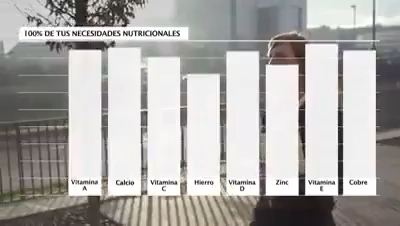 100% DE TUS NECESIDADES NUTRICIONALES
Vitamina A
Calcio
Vitamina C
Hierro
Vitamina D
Zinc
Vitamina E
Cobre